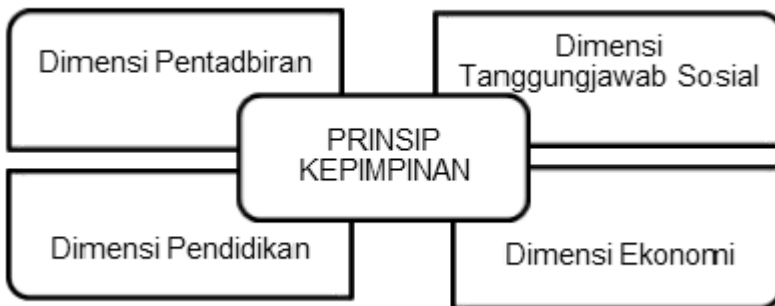 Dimensi Pentadbiran
Dimensi
Tanggungjawab Sosial
PRINSIP
KEPIMPINAN
Dimensi Pendidikan
Dimensi Ekonomi